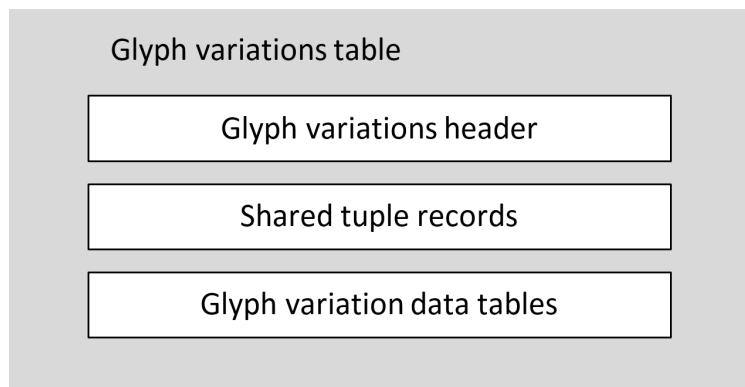 Glyph variations table
Glyph variations header
Shared tuple records
Glyph variation data tables